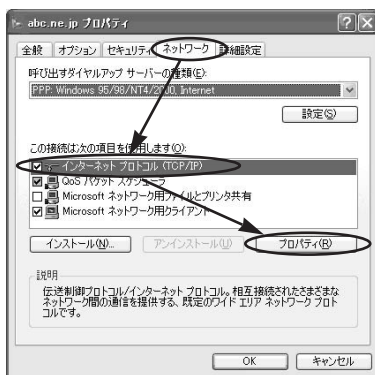 abc.ne.jp プロパティ
全般 オプション セキュリティ ネットワーク 詳細設定
呼び出すダイヤルアップ サーバーの種類(E):
PPP: Windows 95/98/NT4/2000, Internet
設定(S)
この接続は次の項目を使用します(O):
インターネット プロトコル (TCP/IP)
QoS パケット スケジューラ
Microsoft ネットワーク用ファイルとプリンタ共有
Microsoft ネットワーク用クライアント
インストール(N)... アンインストール(U) プロパティ(R)
説明
伝送制御プロトコル/インターネット プロトコル。相互接続されたさまざまな
ネットワーク間の通信を提供する、既定のワイド エリア ネットワーク プロト
コルです。
OK キャンセル